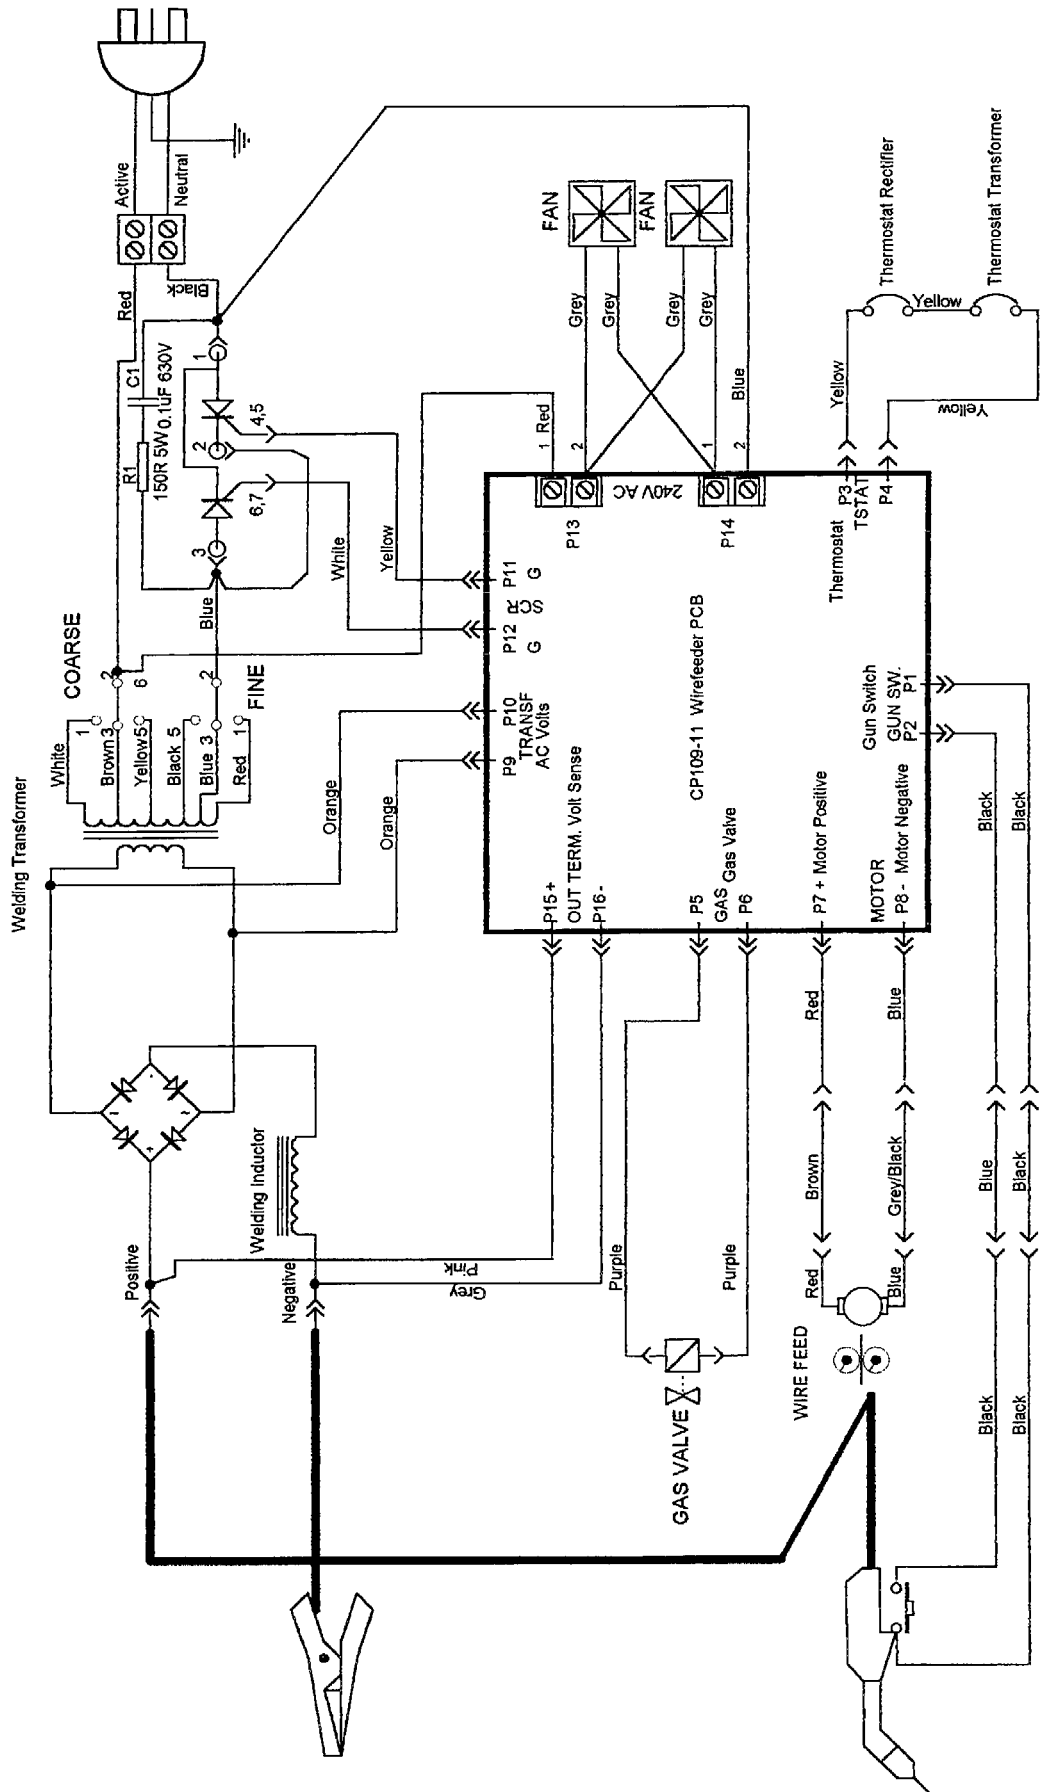 Active
Neutral
Red
Black
C1
0.1uF 630V
R1
150R 5W
1
2
3
4,5
6,7
Blue
White
Yellow
COARSE
2
6
2
FINE
Welding Transformer
White
1
Brown 3
Yellow 5
Black 5
Blue 3
Red 1
Orange
Orange
FAN
FAN
Grey
Grey
Grey
Grey
1 Red
2
1
2
Blue
240V AC
P13
P14
P11
G
SCR
P12
G
P10
TRANSF
AC Volts
P9
CP109-11 Wirefeeder PCB
Thermostat
TSTAT
P3
P4
Yellow
Yellow
Yellow
Thermostat Rectifier
Thermostat Transformer
Gun Switch
GUN SW.
P1
P2
Black
Black
P15+
OUT TERM. Volt Sense
P16-
P5
GAS
Gas Valve
P6
P7 + Motor Positive
MOTOR
P8 - Motor Negative
~
~
-
+
Welding Inductor
Positive
Negative
Pink
Grey
Purple
Purple
GAS VALVE
Red
Blue
Brown
Grey/Black
Red
Blue
WIRE FEED
Blue
Black
Black
Black